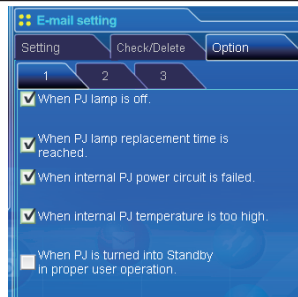 E-mail setting
Setting Check/Delete Option
1 2 3
When PJ lamp is off.
When PJ lamp replacement time is
reached.
When internal PJ power circuit is failed.
When internal PJ temperature is too high.
When PJ is turned into Standby
in proper user operation.